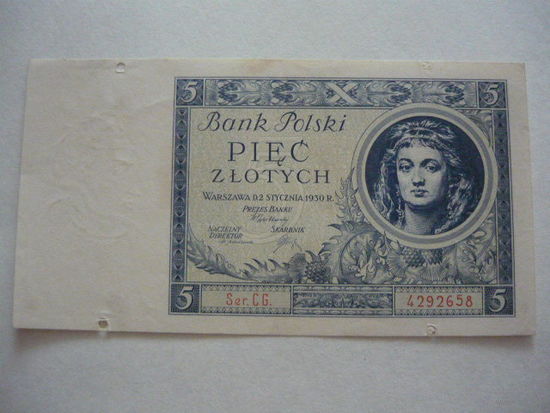 5
5
Bank Polski
PIĘĆ
ZŁOTYCH
WARSZAWA D. 2 STYCZNIA 1930 R.
PREZES BANKU
NACZELNY
DYREKTOR
SKARBNIK
5
Ser. C G.
4292658
5